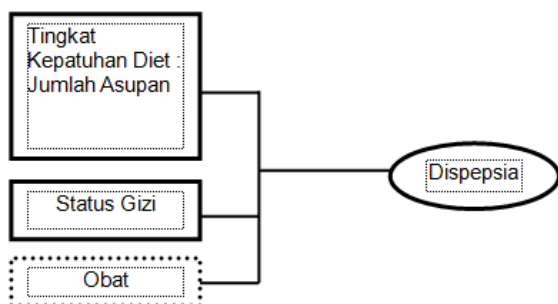 Tingkat
Kepatuhan Diet :
Jumlah Asupan
Dispepsia
Status Gizi
Obat